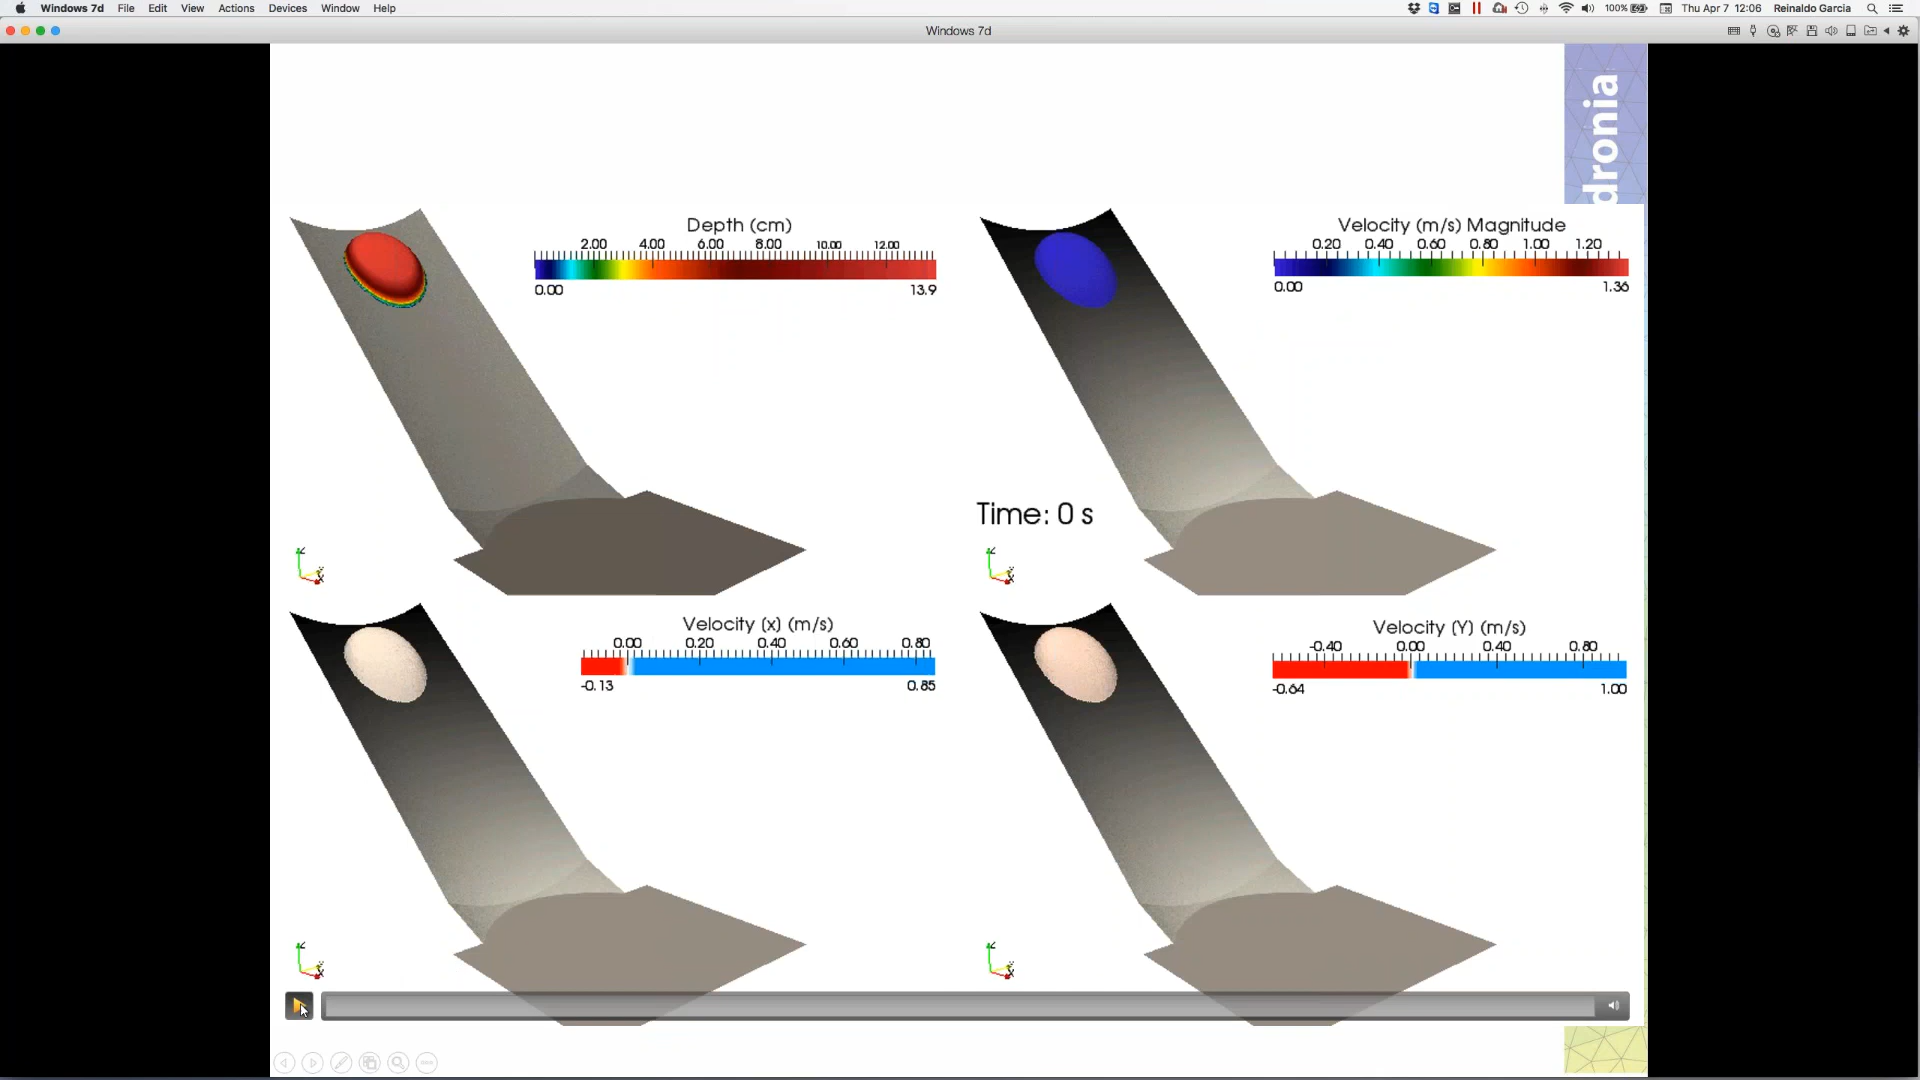 Windows 7d File Edit View Actions Devices Window Help 100% Thu Apr 7 12:06 Reinaldo Garcia
Windows 7d
dronia
Depth (cm)
2.00 4.00 6.00 8.00 10.00 12.00
0.00 13.9
Velocity (m/s) Magnitude
0.20 0.40 0.60 0.80 1.00 1.20
0.00 1.36
Time: 0 s
Velocity (x) (m/s)
0.00 0.20 0.40 0.60 0.80
-0.13 0.85
Velocity (Y) (m/s)
-0.40 0.00 0.40 0.80
-0.64 1.00